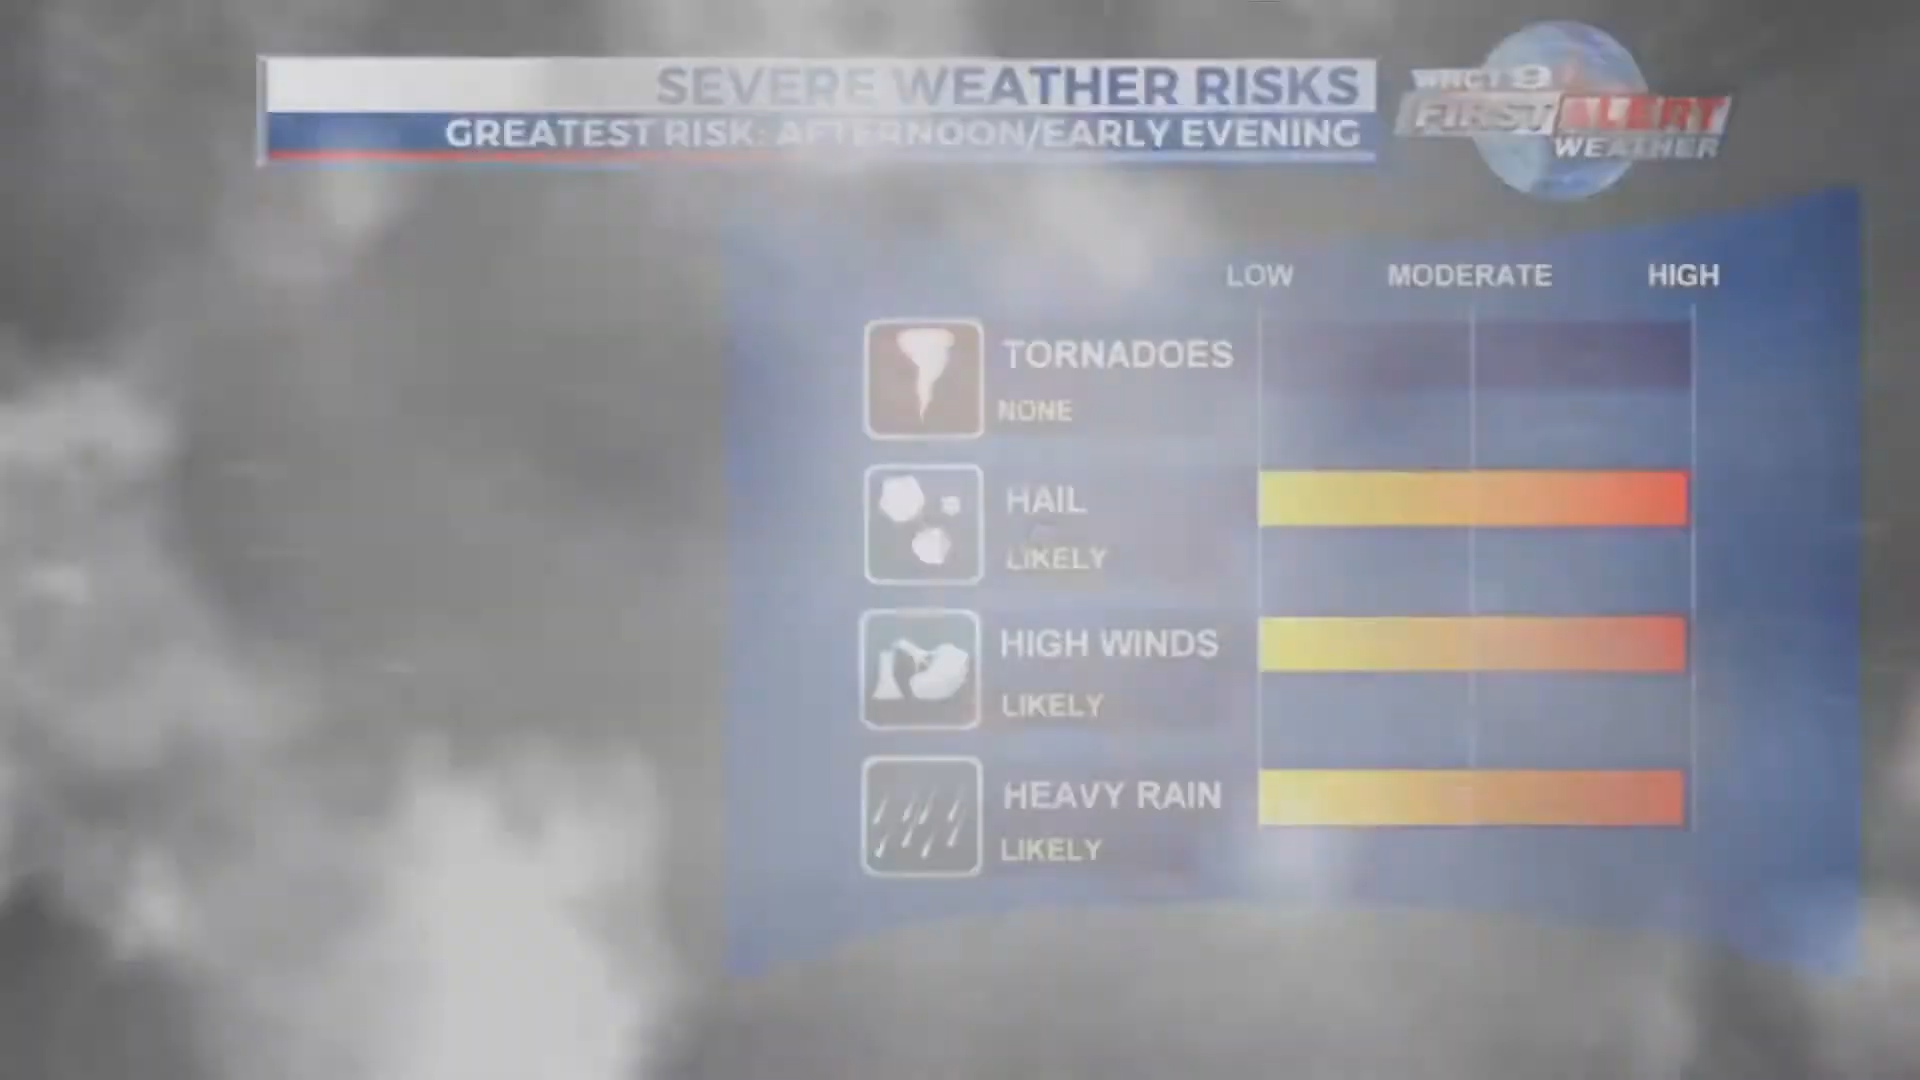 SEVERE WEATHER RISKS
GREATEST RISK: AFTERNOON/EARLY EVENING
9
FIRST ALERT
WEATHER
LOW MODERATE HIGH
TORNADOES
NONE
HAIL
LIKELY
HIGH WINDS
LIKELY
HEAVY RAIN
LIKELY